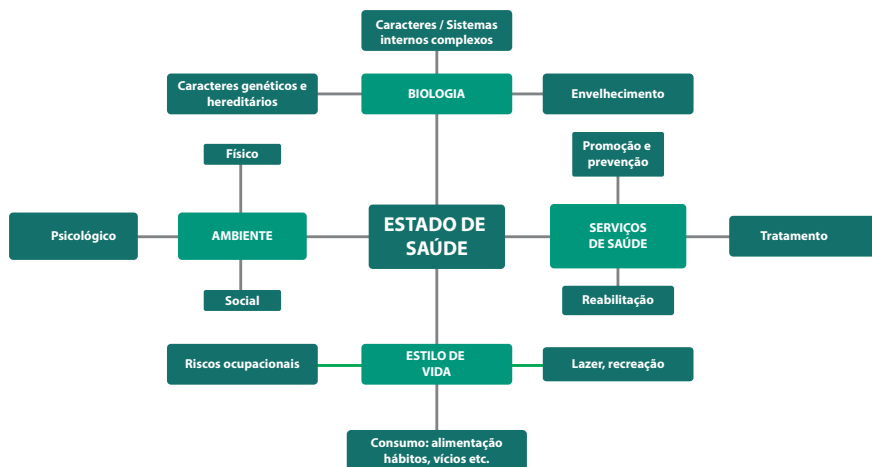 Caracteres / Sistemas
internos complexos
Caracteres genéticos e
hereditários
BIOLOGIA
Envelhecimento
Físico
Promoção e
prevenção
Psicológico
AMBIENTE
ESTADO DE
SAÚDE
SERVIÇOS
DE SAÚDE
Tratamento
Social
Reabilitação
Riscos ocupacionais
ESTILO DE
VIDA
Lazer, recreação
Consumo: alimentação
hábitos, vícios etc.